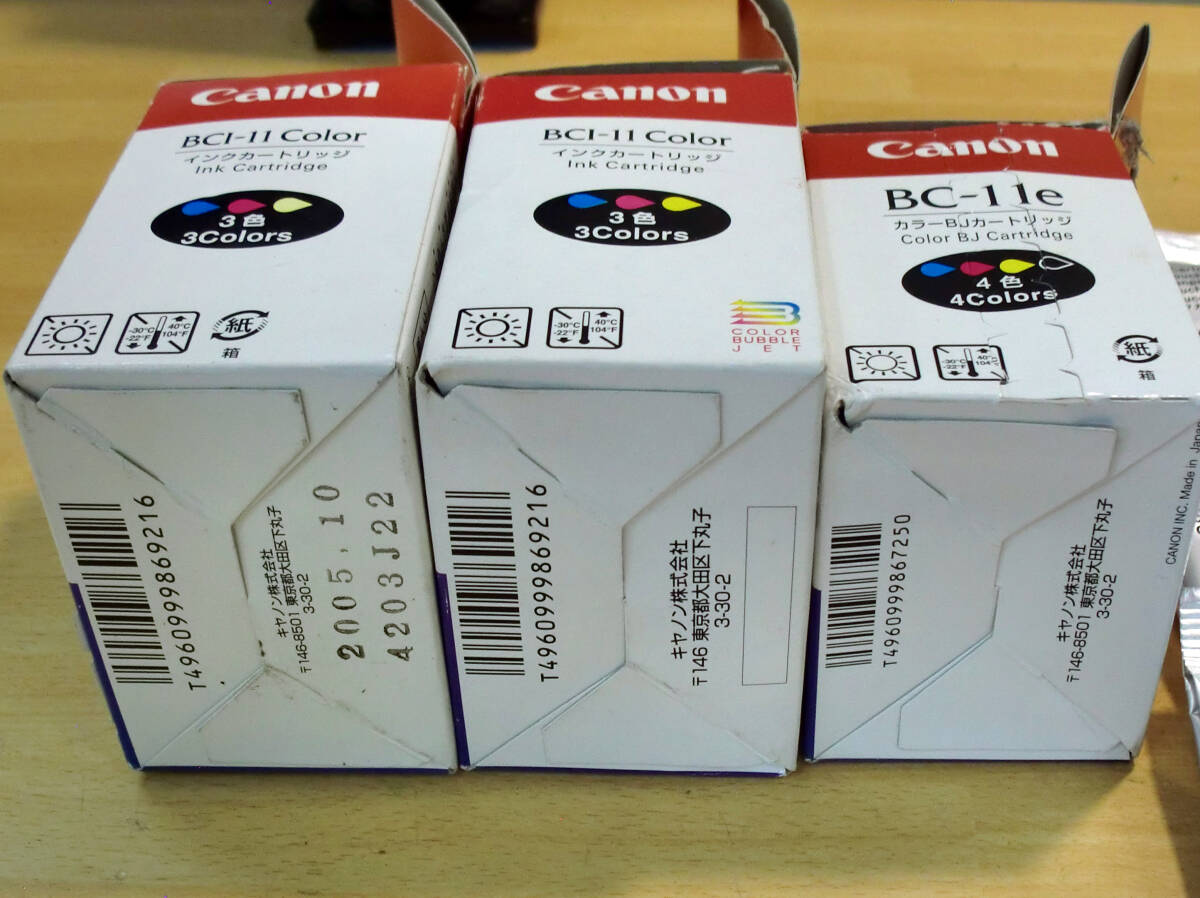 Canon
BCI-11 Color
インクカートリッジ
Ink Cartridge
3色
3Colors
-30°C
-22°F
40°C
104°F
紙
箱
T4960999869216
キヤノン株式会社
〒146-8501 東京都大田区下丸子
3-30-2
2005.10
4203J22
Canon
BCI-11 Color
インクカートリッジ
Ink Cartridge
3色
3Colors
-30°C
-22°F
40°C
104°F
COLOR
BUBBLE
JET
T4960999869216
キヤノン株式会社
〒146 東京都大田区下丸子
3-30-2
Canon
BC-11e
カラーBJカートリッジ
Color BJ Cartridge
4色
4Colors
-30°C
-22°F
40°C
104°F
紙
箱
T4960999867250
キヤノン株式会社
〒146-8501 東京都大田区下丸子
3-30-2
CANON INC. Made in Japan